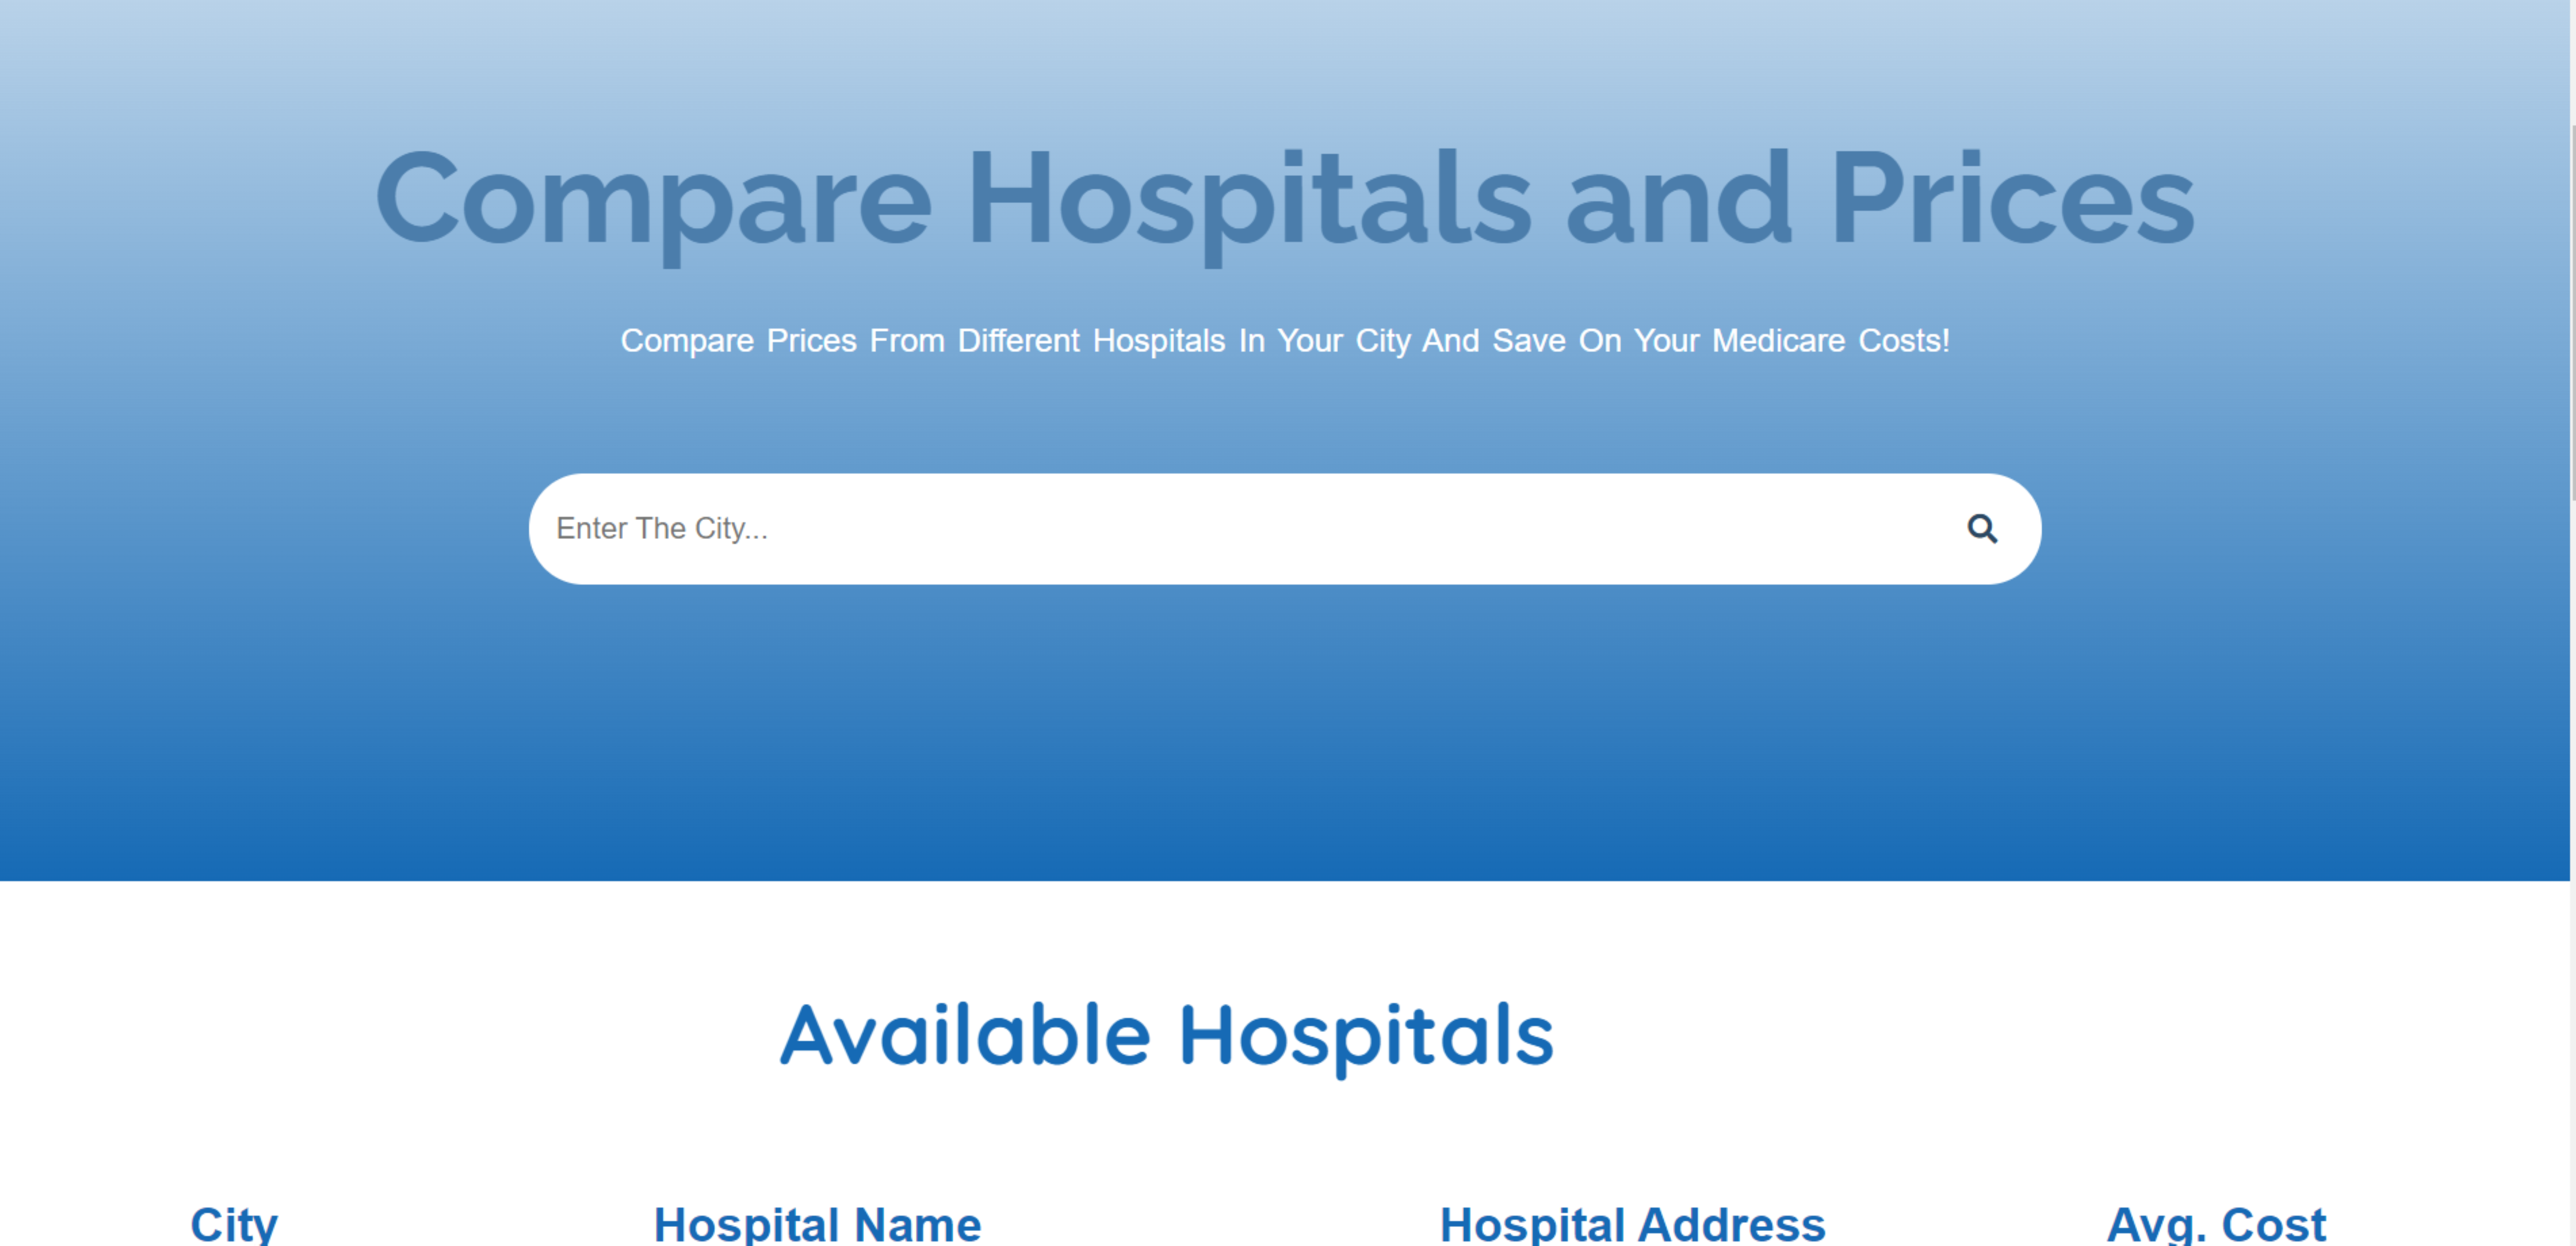 Compare Hospitals and Prices
Compare Prices From Different Hospitals In Your City And Save On Your Medicare Costs!
Enter The City...
Available Hospitals
City Hospital Name Hospital Address Avg. Cost